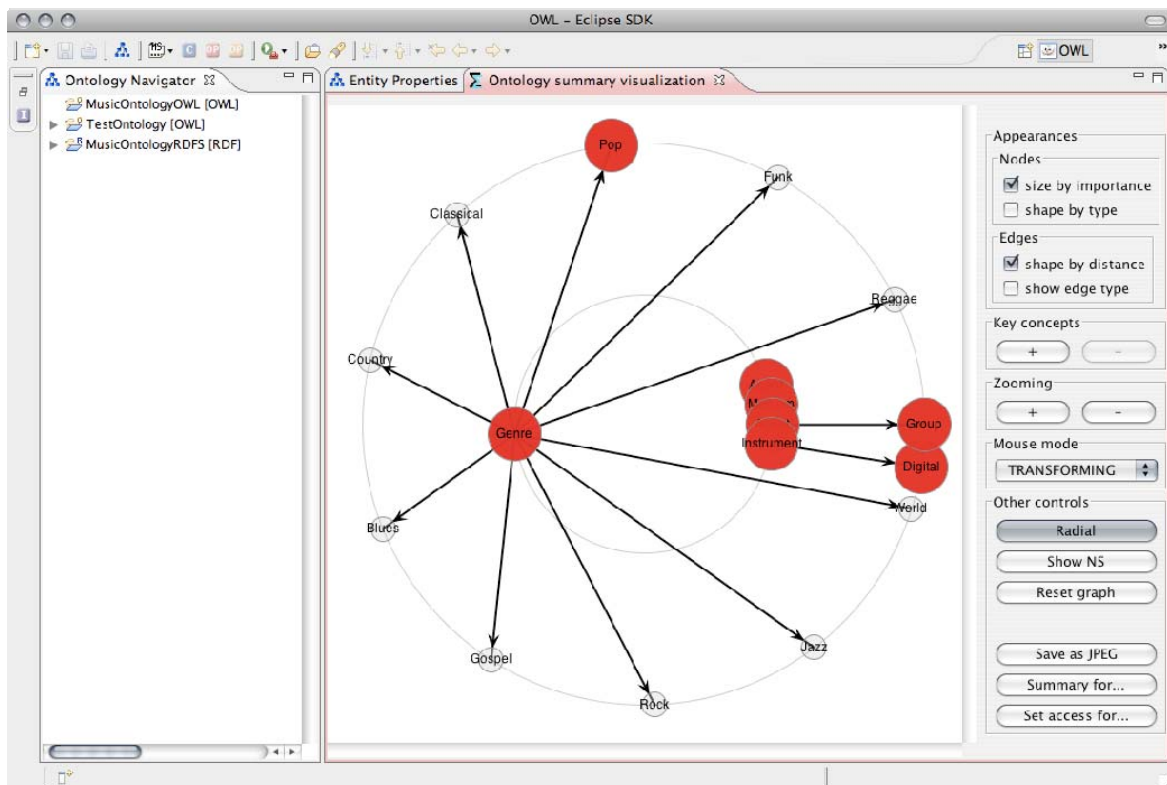 OWL – Eclipse SDK
OWL
Ontology Navigator
MusicOntologyOWL [OWL]
TestOntology [OWL]
MusicOntologyRDFS [RDF]
Entity Properties
Ontology summary visualization
Pop
Funk
Classical
Reggae
Country
Genre
Instrument
Group
Digital
World
Blues
Gospel
Jazz
Rock
Appearances
Nodes
size by importance
shape by type
Edges
shape by distance
show edge type
Key concepts
+ -
Zooming
+ -
Mouse mode
TRANSFORMING
Other controls
Radial
Show NS
Reset graph
Save as JPEG
Summary for...
Set access for...